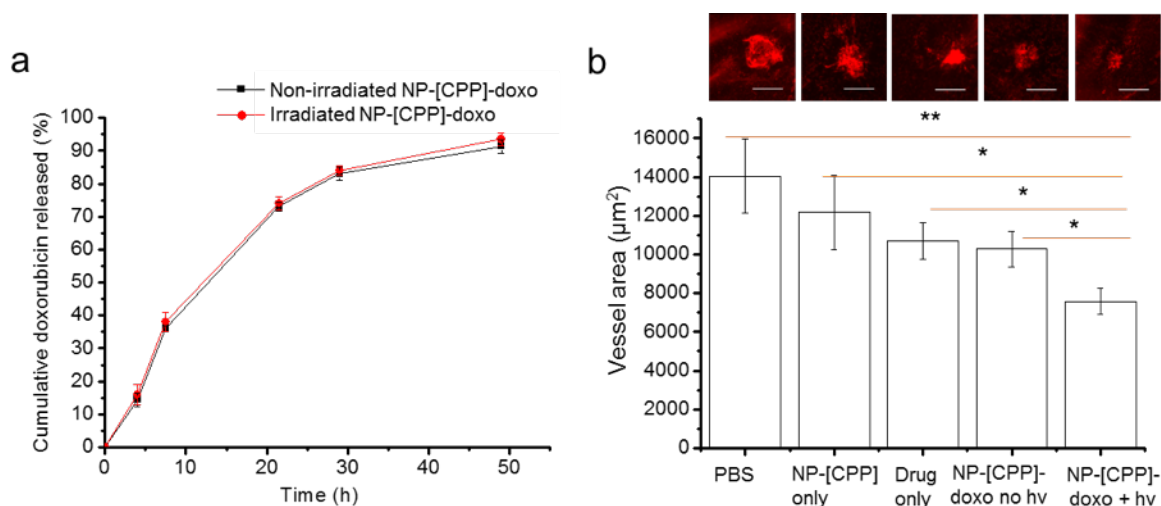 a
Non-irradiated NP-[CPP]-doxo
Irradiated NP-[CPP]-doxo
Cumulative doxorubicin released (%)
100
90
80
70
60
50
40
30
20
10
0
0 10 20 30 40 50
Time (h)
b
**
*
*
*
Vessel area (µm²)
16000
14000
12000
10000
8000
6000
4000
2000
0
PBS
NP-[CPP]
only
Drug
only
NP-[CPP]-
doxo no hv
NP-[CPP]-
doxo + hv